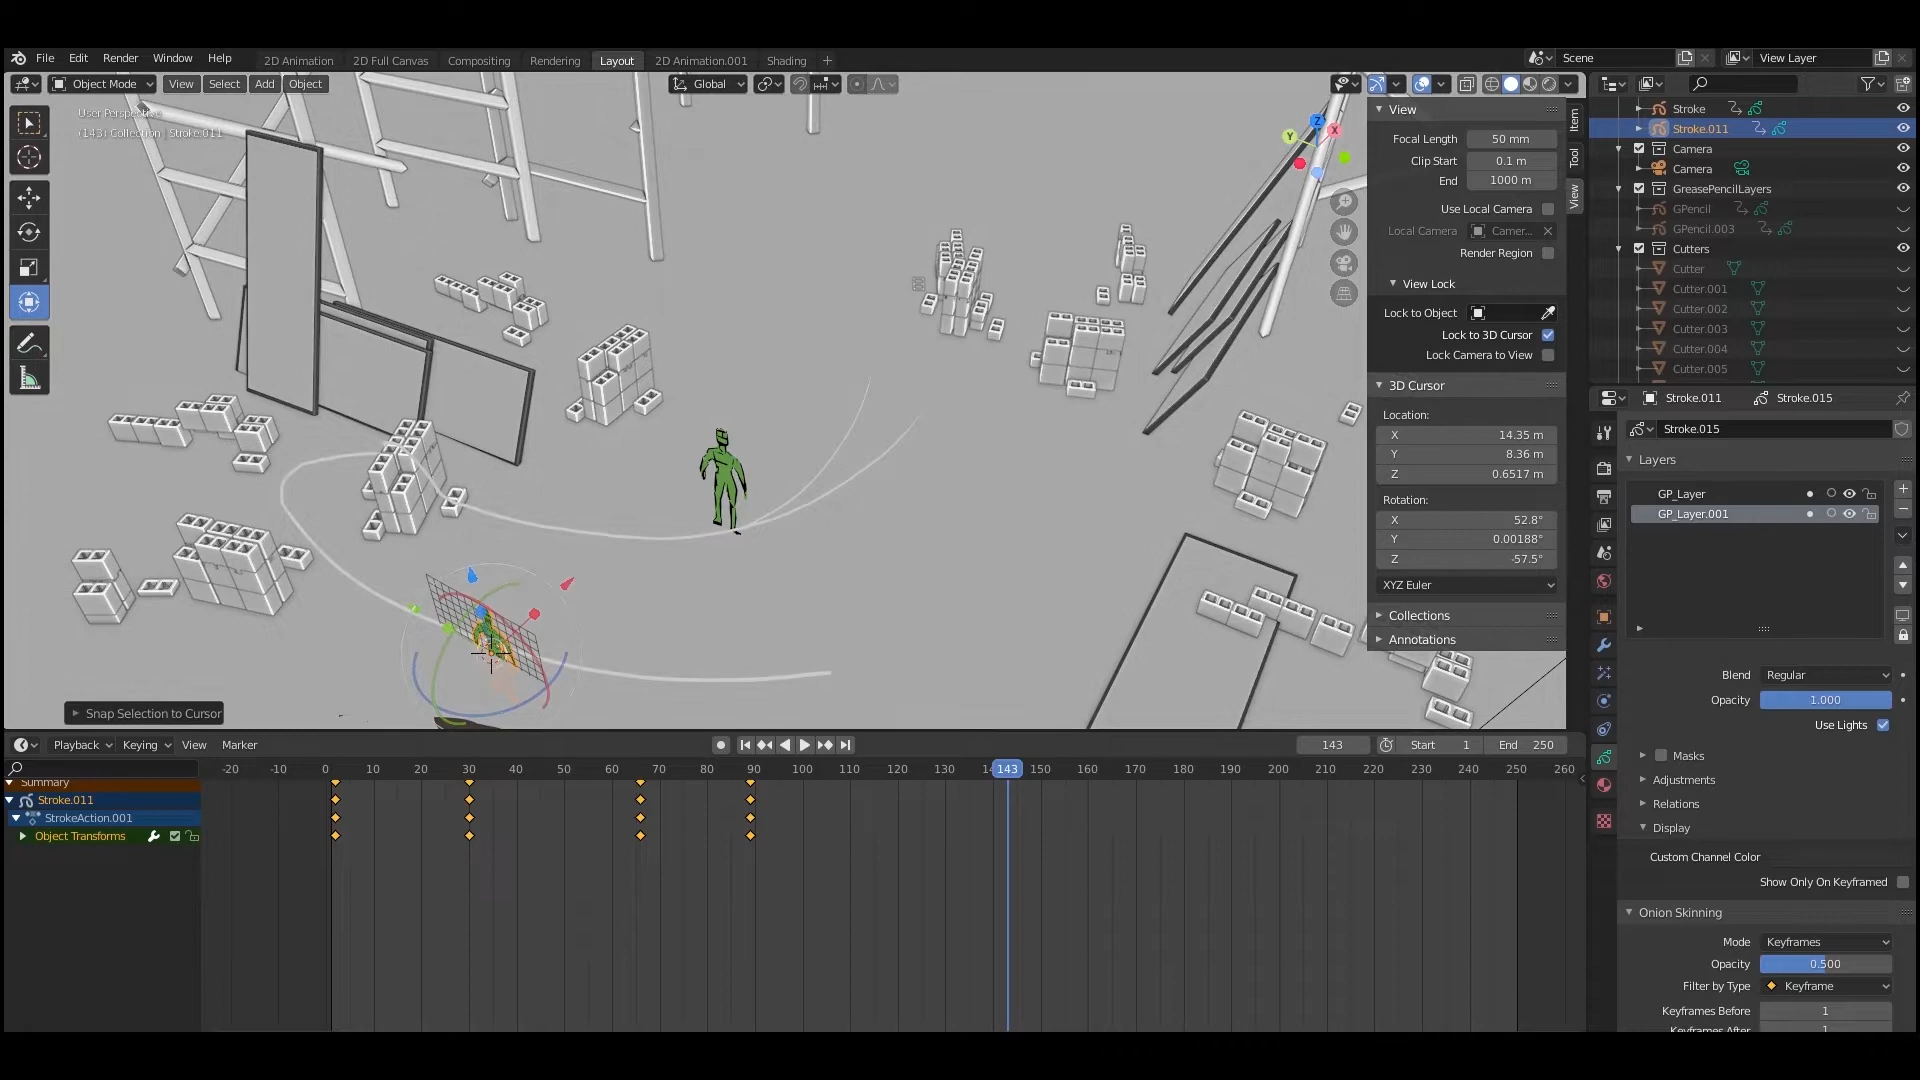 File Edit Render Window Help 2D Animation 2D Full Canvas Compositing Rendering Layout 2D Animation.001 Shading + Scene View Layer
Object Mode View Select Add Object Global
User Perspective
(143) Collection | Stroke.011
Z
Y
X
View
Focal Length 50 mm
Clip Start 0.1 m
End 1000 m
Use Local Camera
Local Camera Camer...
Render Region
View Lock
Lock to Object
Lock to 3D Cursor
Lock Camera to View
3D Cursor
Location:
X 14.35 m
Y 8.36 m
Z 0.6517 m
Rotation:
X 52.8°
Y 0.00188°
Z -57.5°
XYZ Euler
Collections
Annotations
Item
Tool
View
Stroke
Stroke.011
Camera
Camera
GreasePencilLayers
GPencil
GPencil.003
Cutters
Cutter
Cutter.001
Cutter.002
Cutter.003
Cutter.004
Cutter.005
Stroke.011 Stroke.015
Stroke.015
Layers
GP_Layer
GP_Layer.001
Blend Regular
Opacity 1.000
Use Lights
Masks
Adjustments
Relations
Display
Custom Channel Color
Show Only On Keyframed
Onion Skinning
Mode Keyframes
Opacity 0.500
Filter by Type Keyframe
Keyframes Before 1
Keyframes After 1
Snap Selection to Cursor
Playback Keying View Marker 143 Start 1 End 250
-20 -10 0 10 20 30 40 50 60 70 80 90 100 110 120 130 143 150 160 170 180 190 200 210 220 230 240 250 260
Summary
Stroke.011
StrokeAction.001
Object Transforms